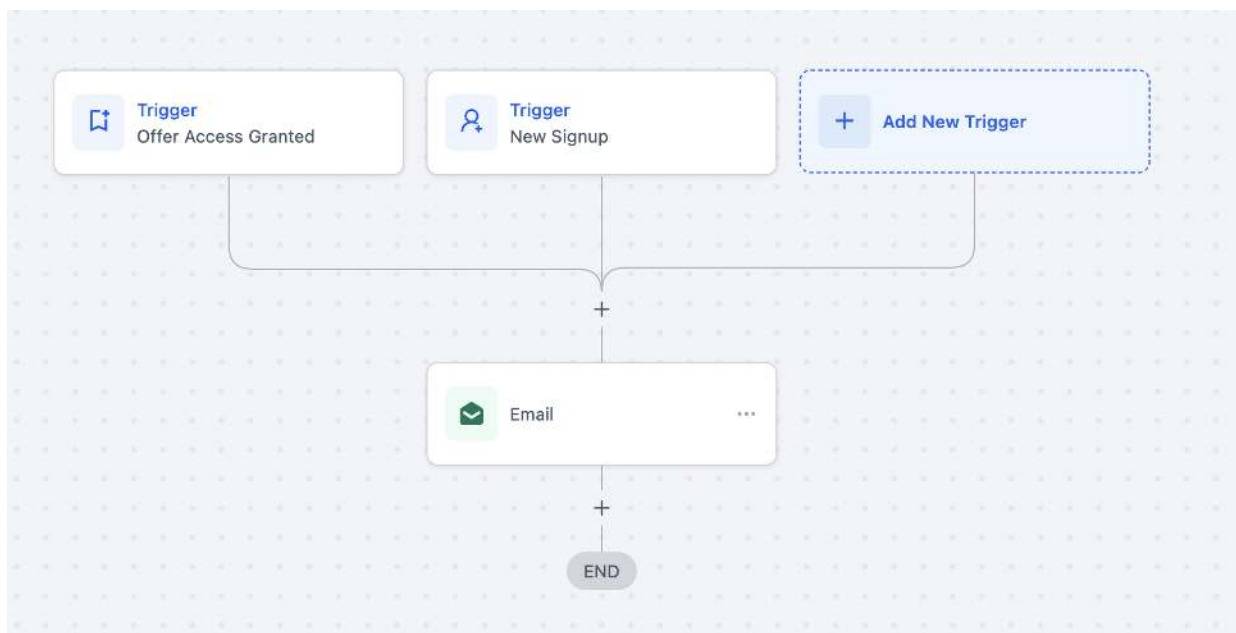 Trigger
Offer Access Granted
Trigger
New Signup
Add New Trigger
Email
END